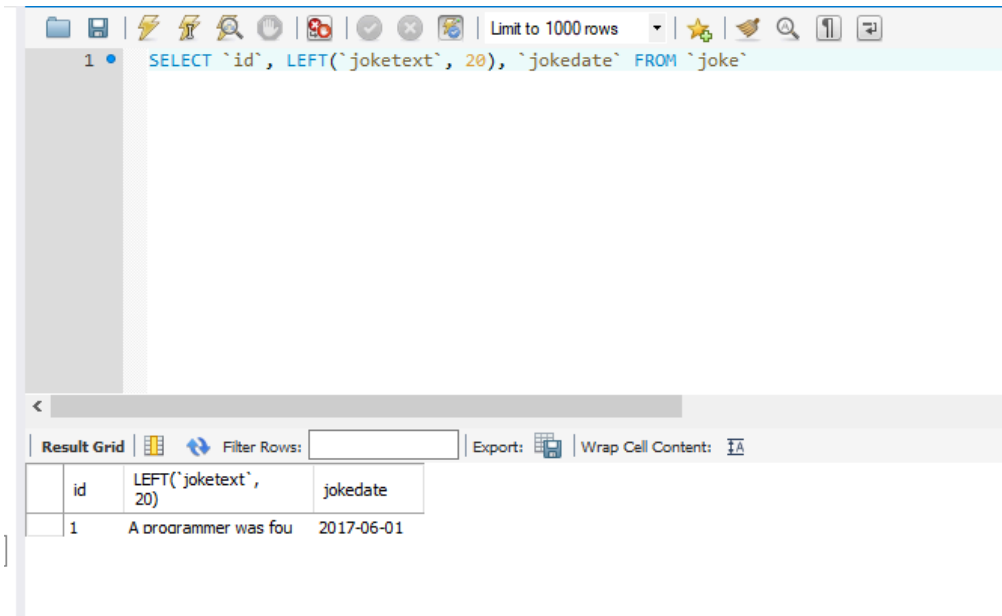 Limit to 1000 rows
1 SELECT `id`, LEFT(`joketext`, 20), `jokedate` FROM `joke`
Result Grid Filter Rows: Export: Wrap Cell Content:
id LEFT(`joketext`, 20) jokedate
1 A programmer was fou 2017-06-01